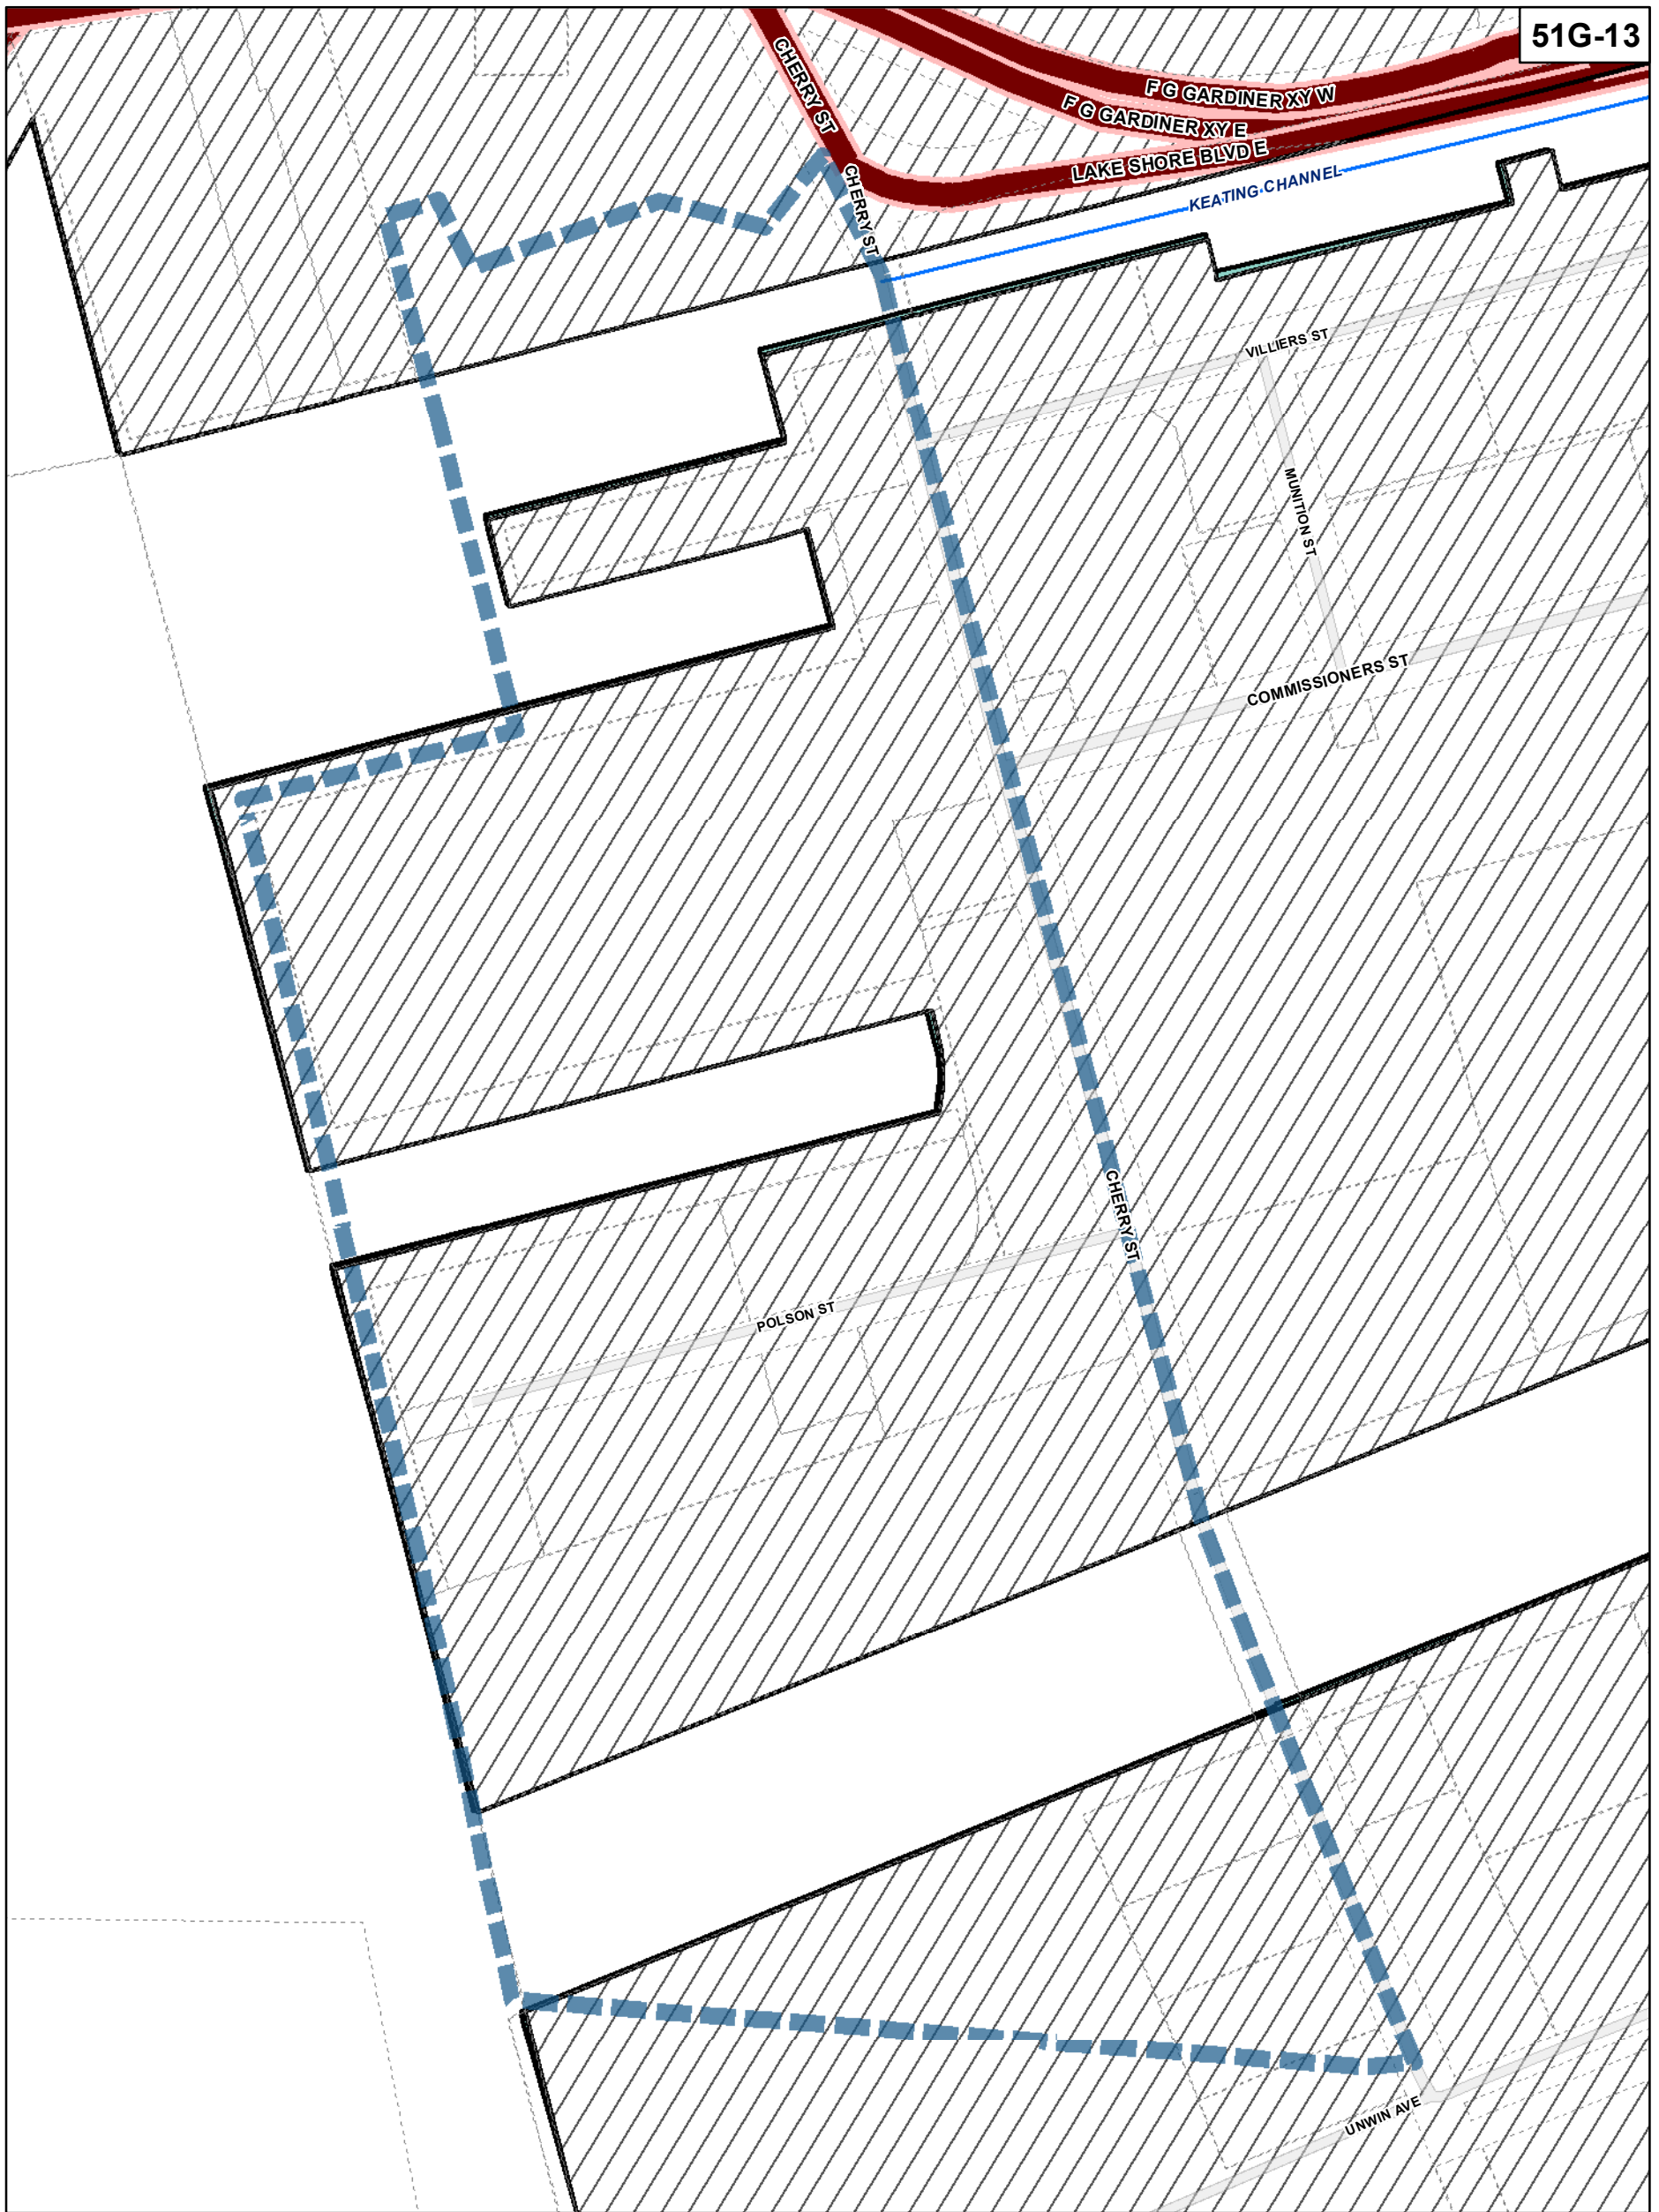 51G-13
CHERRY ST
F G GARDINER XY W
F G GARDINER XY E
LAKE SHORE BLVD E
CHERRY ST
KEATING CHANNEL
VILLIERS ST
MUNITION ST
COMMISSIONERS ST
CHERRY ST
POLSON ST
UNWIN AVE